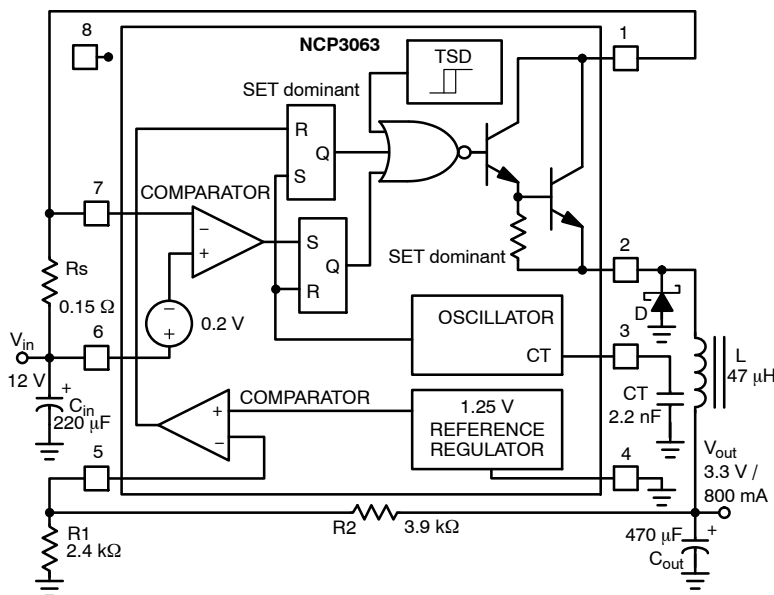 8
NCP3063
1
TSD
SET dominant
R
Q
S
7
COMPARATOR
−
+
S
Q
R
SET dominant
2
Rs
0.15 Ω
−
+
0.2 V
D
Vin
6
12 V
OSCILLATOR
CT
3
L
47 µH
CT
2.2 nF
+
Cin
220 µF
COMPARATOR
+
−
1.25 V
REFERENCE
REGULATOR
5
4
Vout
3.3 V /
800 mA
R1
2.4 kΩ
R2
3.9 kΩ
470 µF
+
Cout